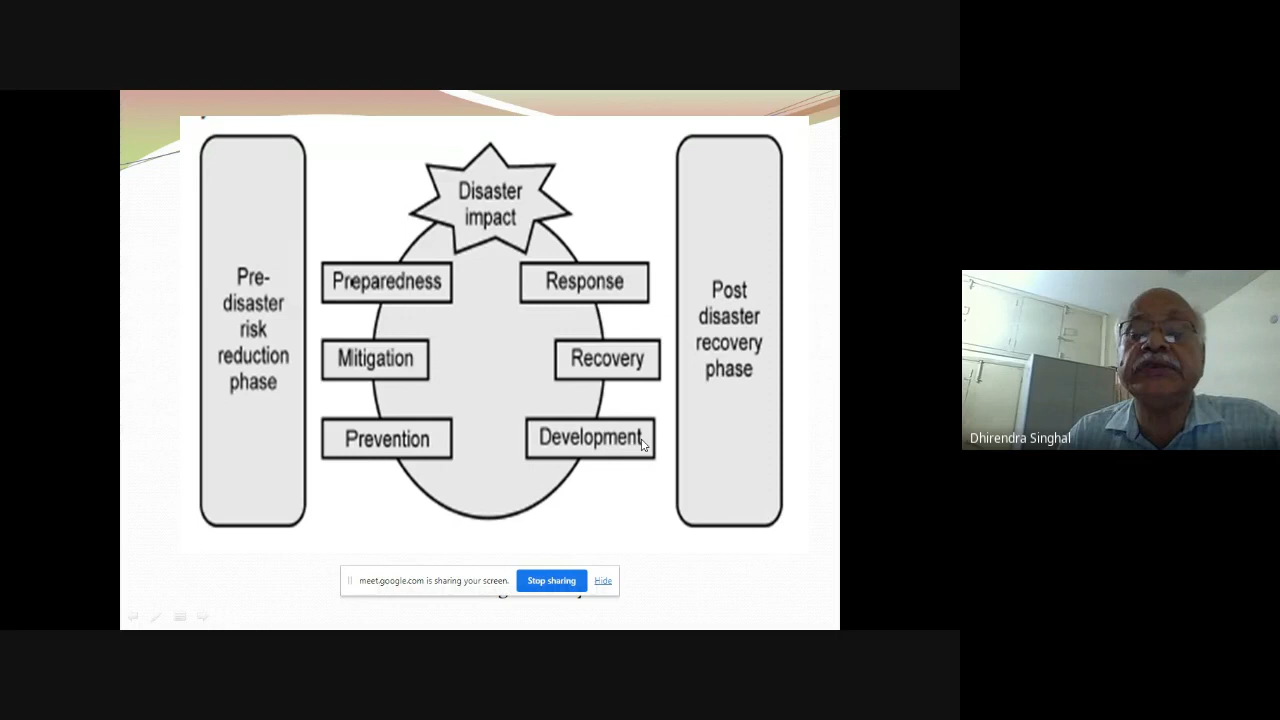 Disaster
impact
Pre-
disaster
risk
reduction
phase
Preparedness
Mitigation
Prevention
Response
Recovery
Development
Post
disaster
recovery
phase
meet.google.com is sharing your screen.
Stop sharing
Hide
Dhirendra Singhal